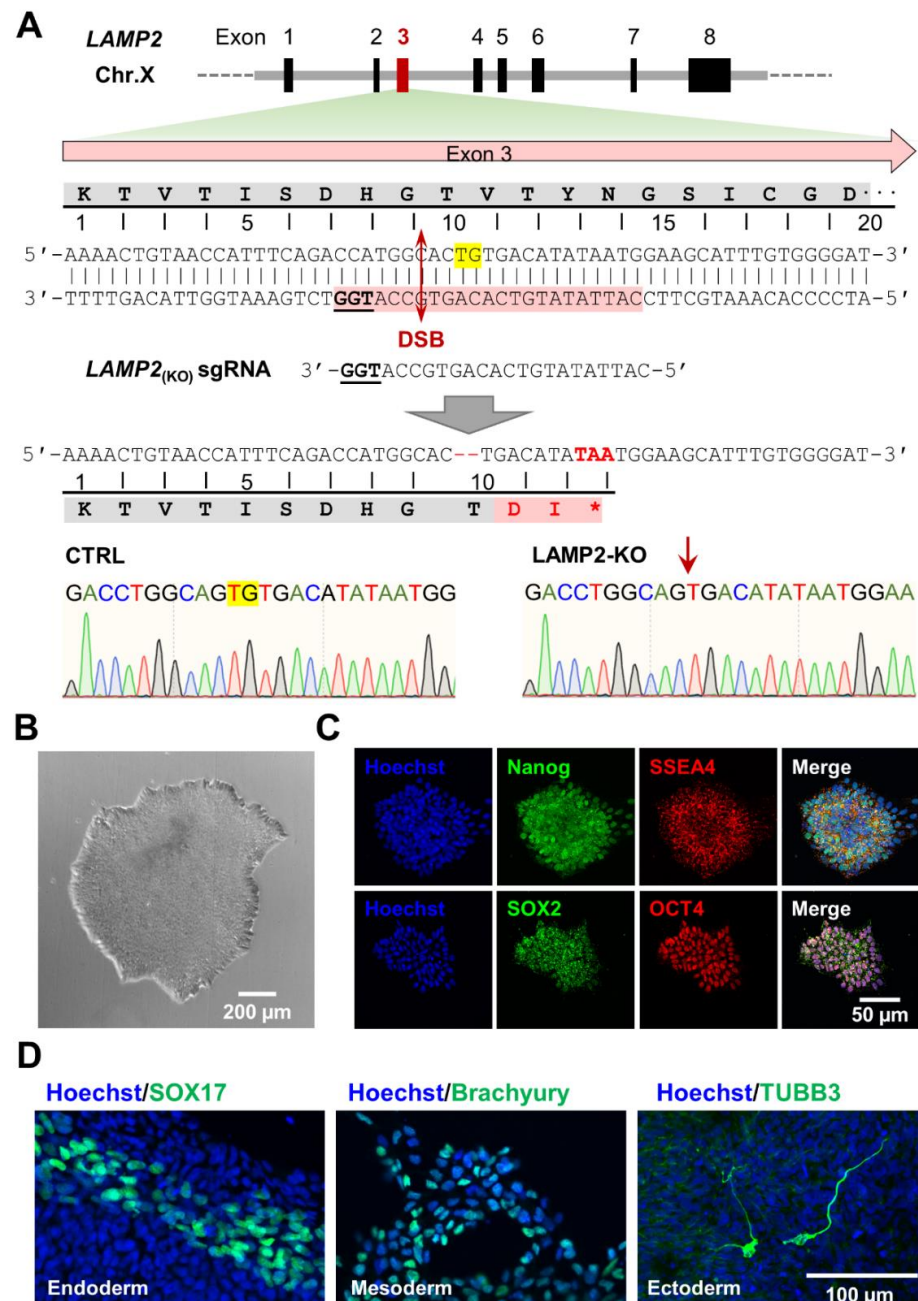 A
LAMP2 Exon 1 2 3 4 5 6 7 8
Chr.X
Exon 3
K T V T I S D H G T V T Y N G S I C G D···
1 5 10 15 20
5′-AAAACTGTAACCATTTCAGACCATGGCACTGTGACATATAATGGAAGCATTTGTGGGGAT-3′
3′-TTTTGACATTGGTAAAGTCTGGTACCGTGACACTGTATATTACCTTCGTAAACACCCCTA-5′
DSB
LAMP2(KO) sgRNA 3′-GGTACCGTGACACTGTATATTAC-5′
5′-AAAACTGTAACCATTTCAGACCATGGCAC--TGACATATAATGGAAGCATTTGTGGGGAT-3′
1 5 10
K T V T I S D H G T D I *
CTRL LAMP2-KO
GACCTGGCAGTGTGACATATAATGG GACCTGGCAGTGACATATAATGGAA
B C
200 µm
Hoechst Nanog SSEA4 Merge
Hoechst SOX2 OCT4 Merge
50 µm
D
Hoechst/SOX17 Hoechst/Brachyury Hoechst/TUBB3
Endoderm Mesoderm Ectoderm
100 µm